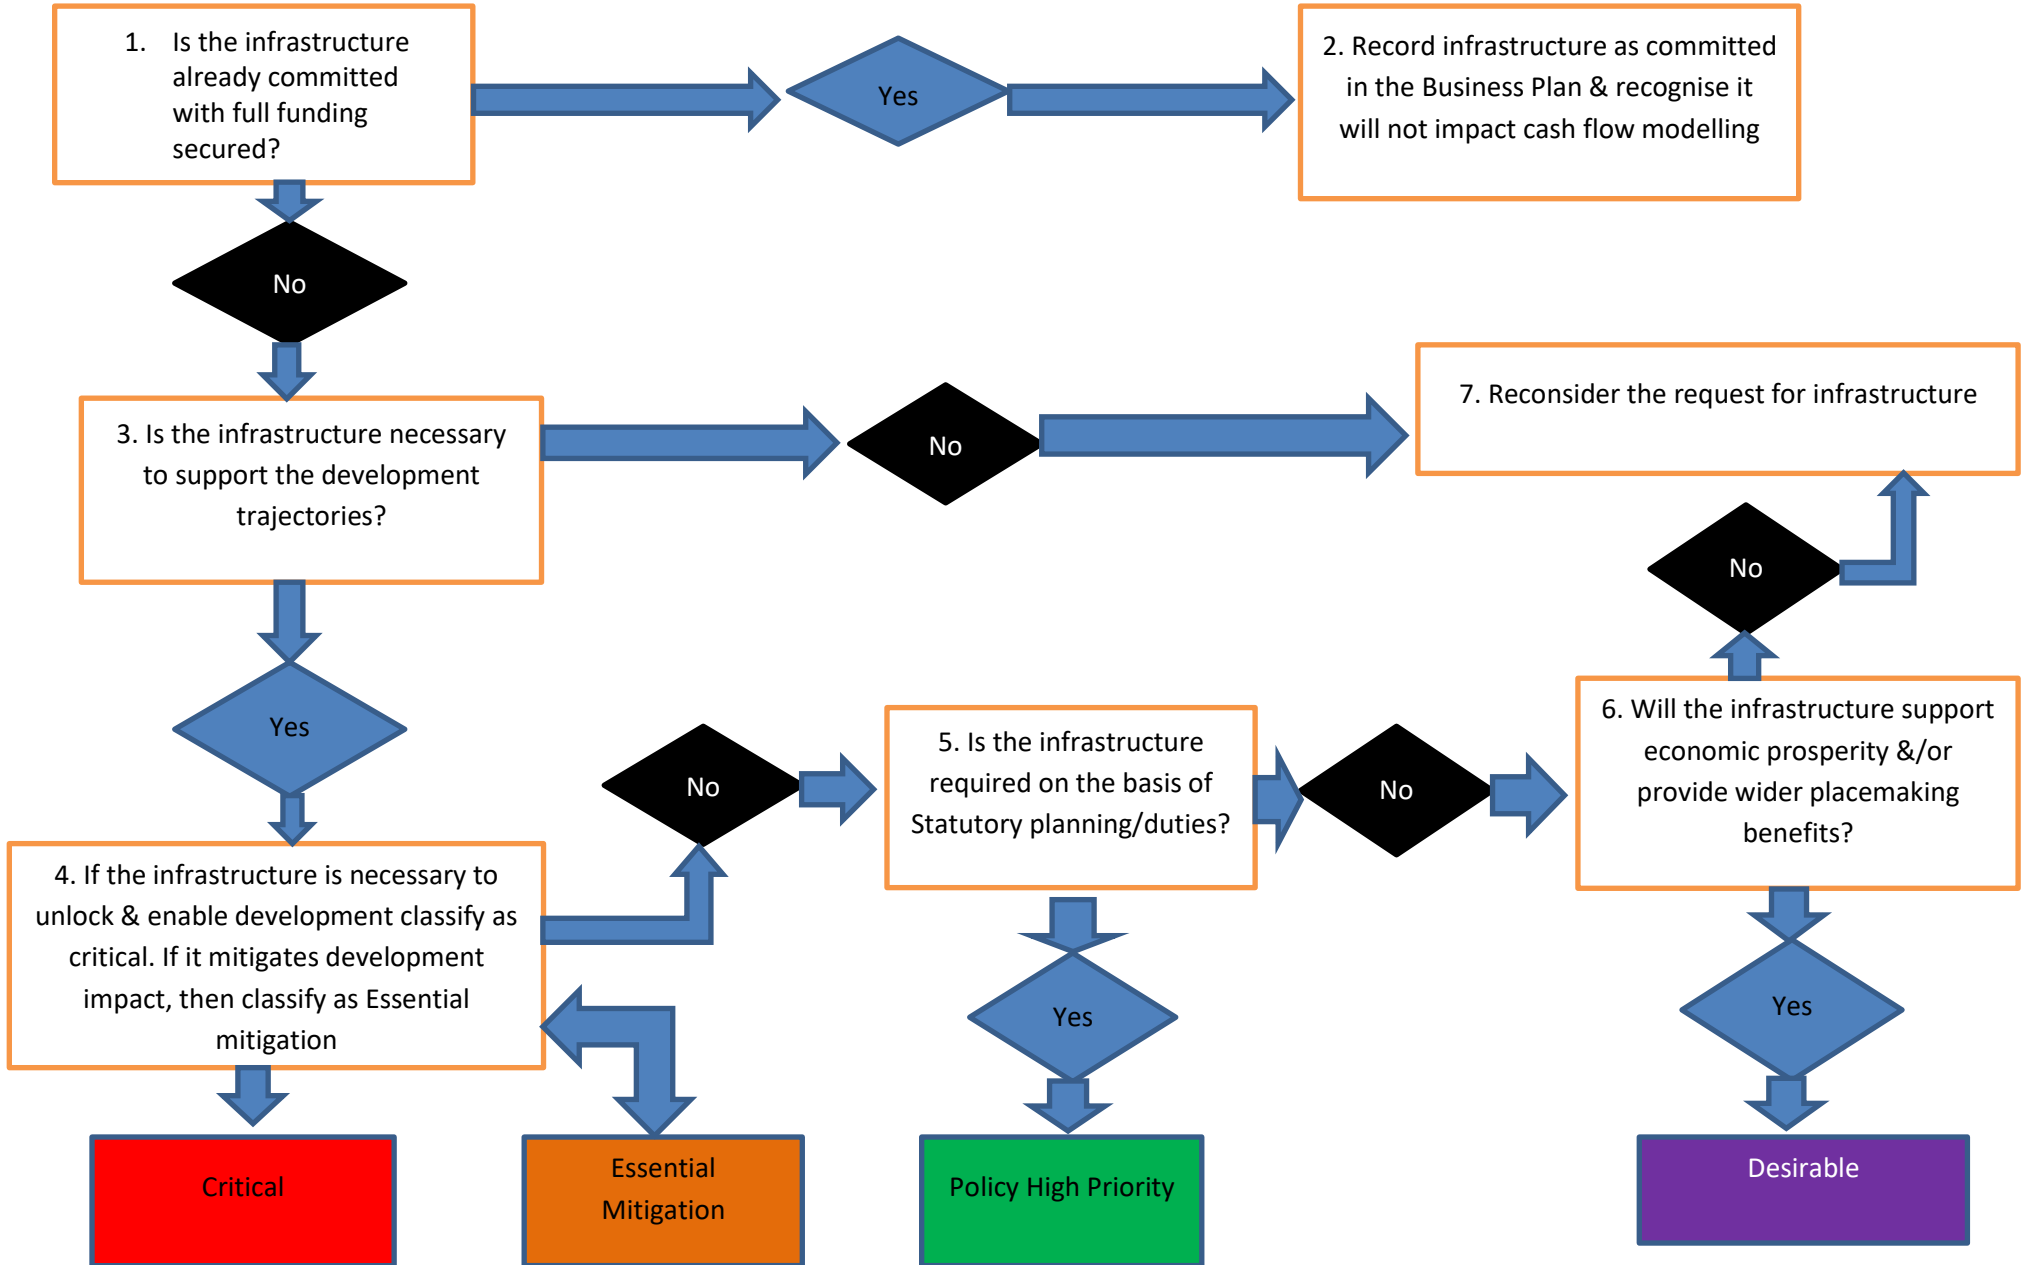 1. Is the infrastructure
already committed
with full funding
secured?
Yes
2. Record infrastructure as committed
in the Business Plan & recognise it
will not impact cash flow modelling
No
3. Is the infrastructure necessary
to support the development
trajectories?
No
7. Reconsider the request for infrastructure
No
Yes
No
5. Is the infrastructure
required on the basis of
Statutory planning/duties?
No
6. Will the infrastructure support
economic prosperity &/or
provide wider placemaking
benefits?
4. If the infrastructure is necessary to
unlock & enable development classify as
critical. If it mitigates development
impact, then classify as Essential
mitigation
Yes
Yes
Critical
Essential
Mitigation
Policy High Priority
Desirable